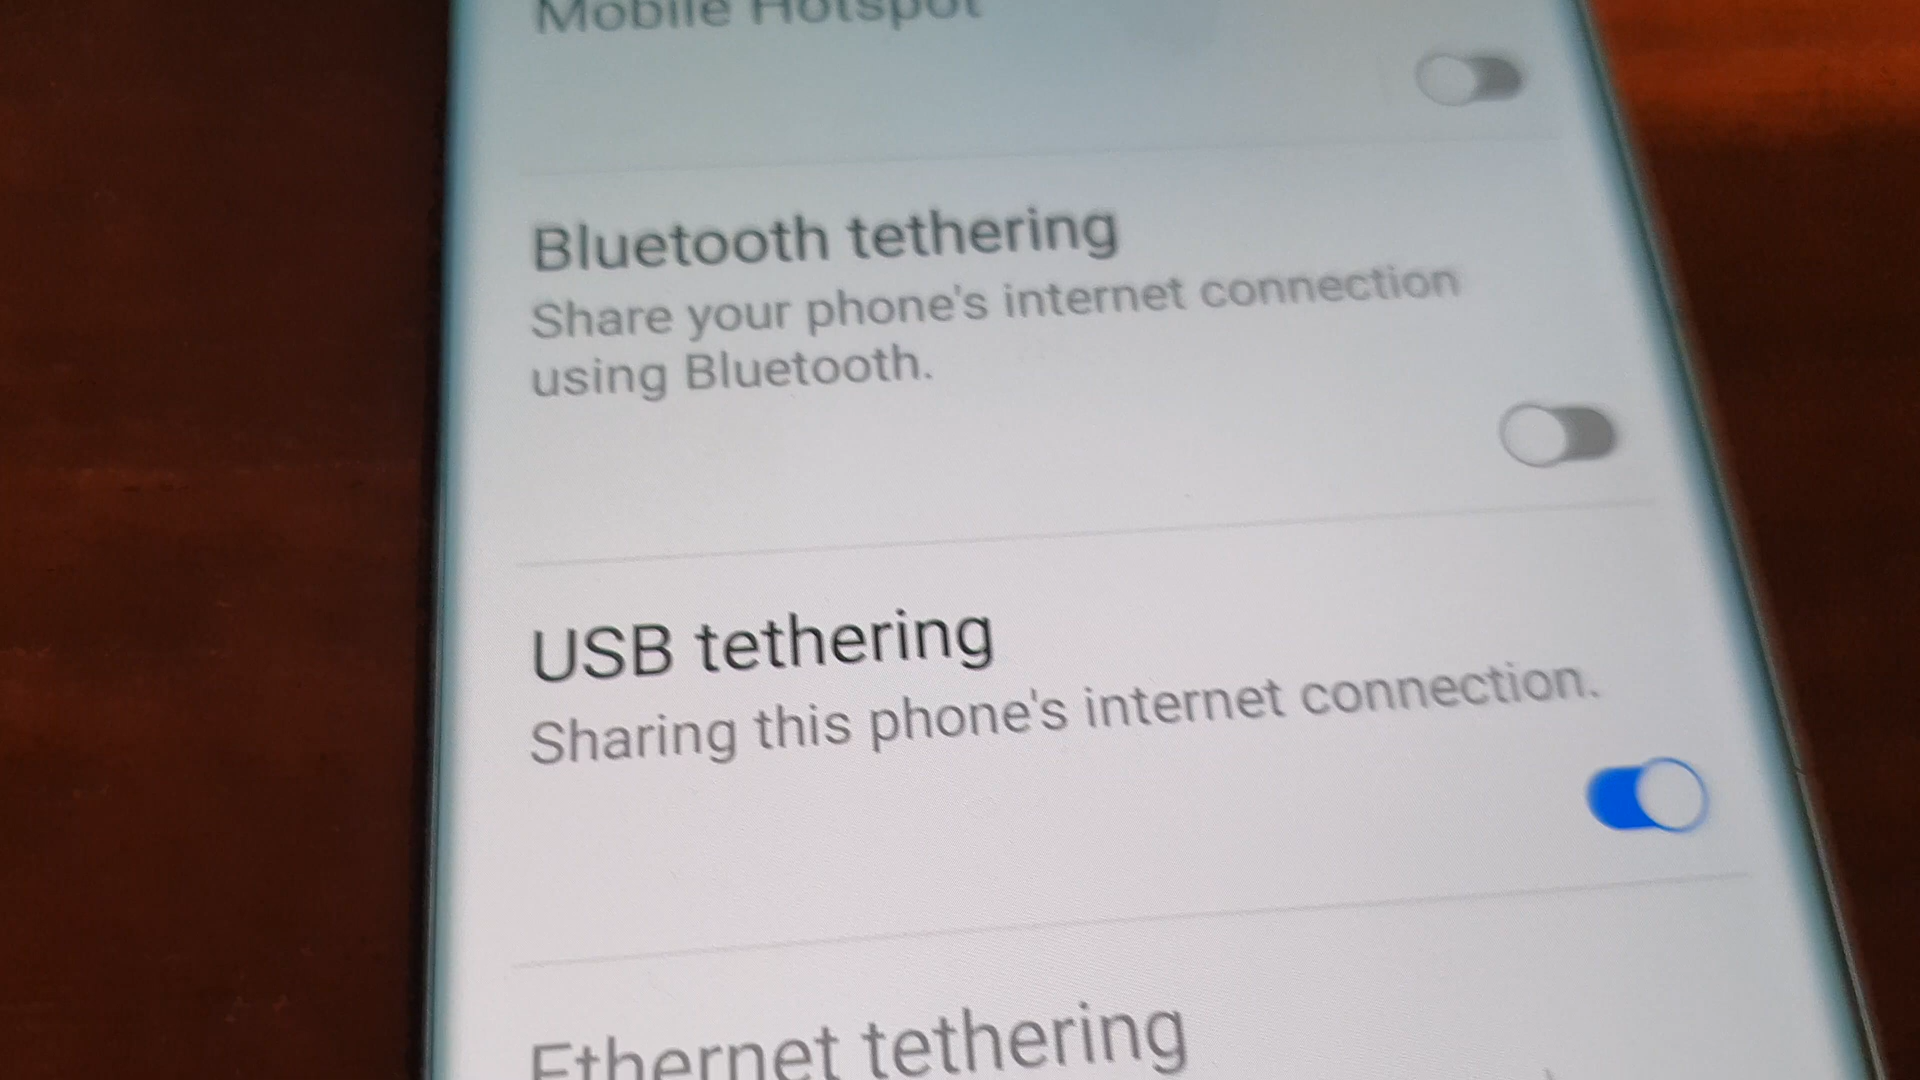 Mobile Hotspot
Bluetooth tethering
Share your phone's internet connection
using Bluetooth.
USB tethering
Sharing this phone's internet connection.
Ethernet tethering